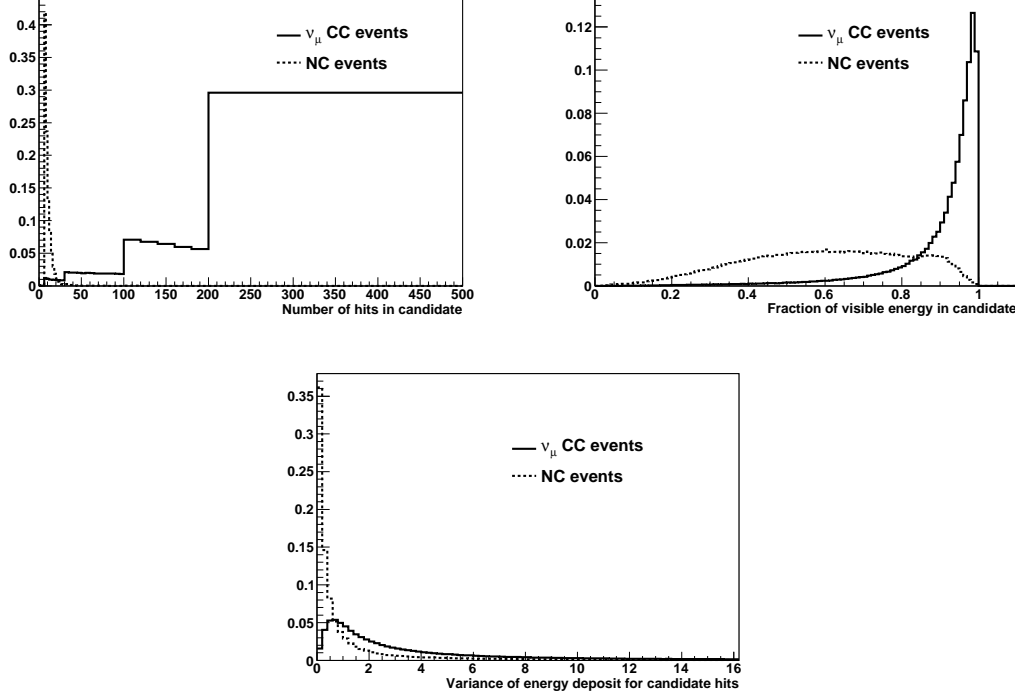 0.4
0.35
0.3
0.25
0.2
0.15
0.1
0.05
0
0 50 100 150 200 250 300 350 400 450 500
Number of hits in candidate
νμ CC events
NC events
0.12
0.1
0.08
0.06
0.04
0.02
0
0 0.2 0.4 0.6 0.8 1
Fraction of visible energy in candidate
νμ CC events
NC events
0.35
0.3
0.25
0.2
0.15
0.1
0.05
0
0 2 4 6 8 10 12 14 16
Variance of energy deposit for candidate hits
νμ CC events
NC events